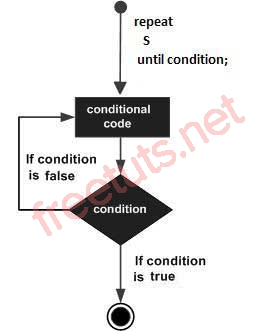 repeat
S
until condition;
conditional
code
If condition
is false
condition
If condition
is true
freetuts.net